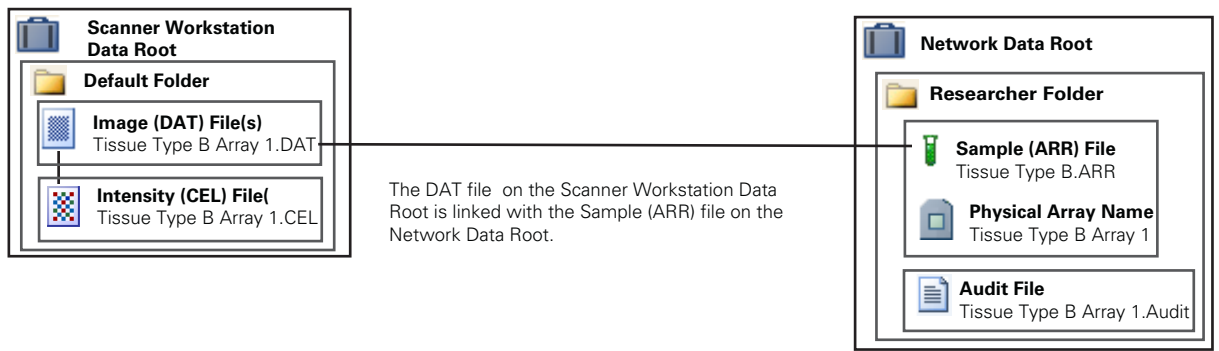 Scanner Workstation
Data Root
Default Folder
Image (DAT) File(s)
Tissue Type B Array 1.DAT
Intensity (CEL) File(
Tissue Type B Array 1.CEL
The DAT file on the Scanner Workstation Data
Root is linked with the Sample (ARR) file on the
Network Data Root.
Network Data Root
Researcher Folder
Sample (ARR) File
Tissue Type B.ARR
Physical Array Name
Tissue Type B Array 1
Audit File
Tissue Type B Array 1.Audit